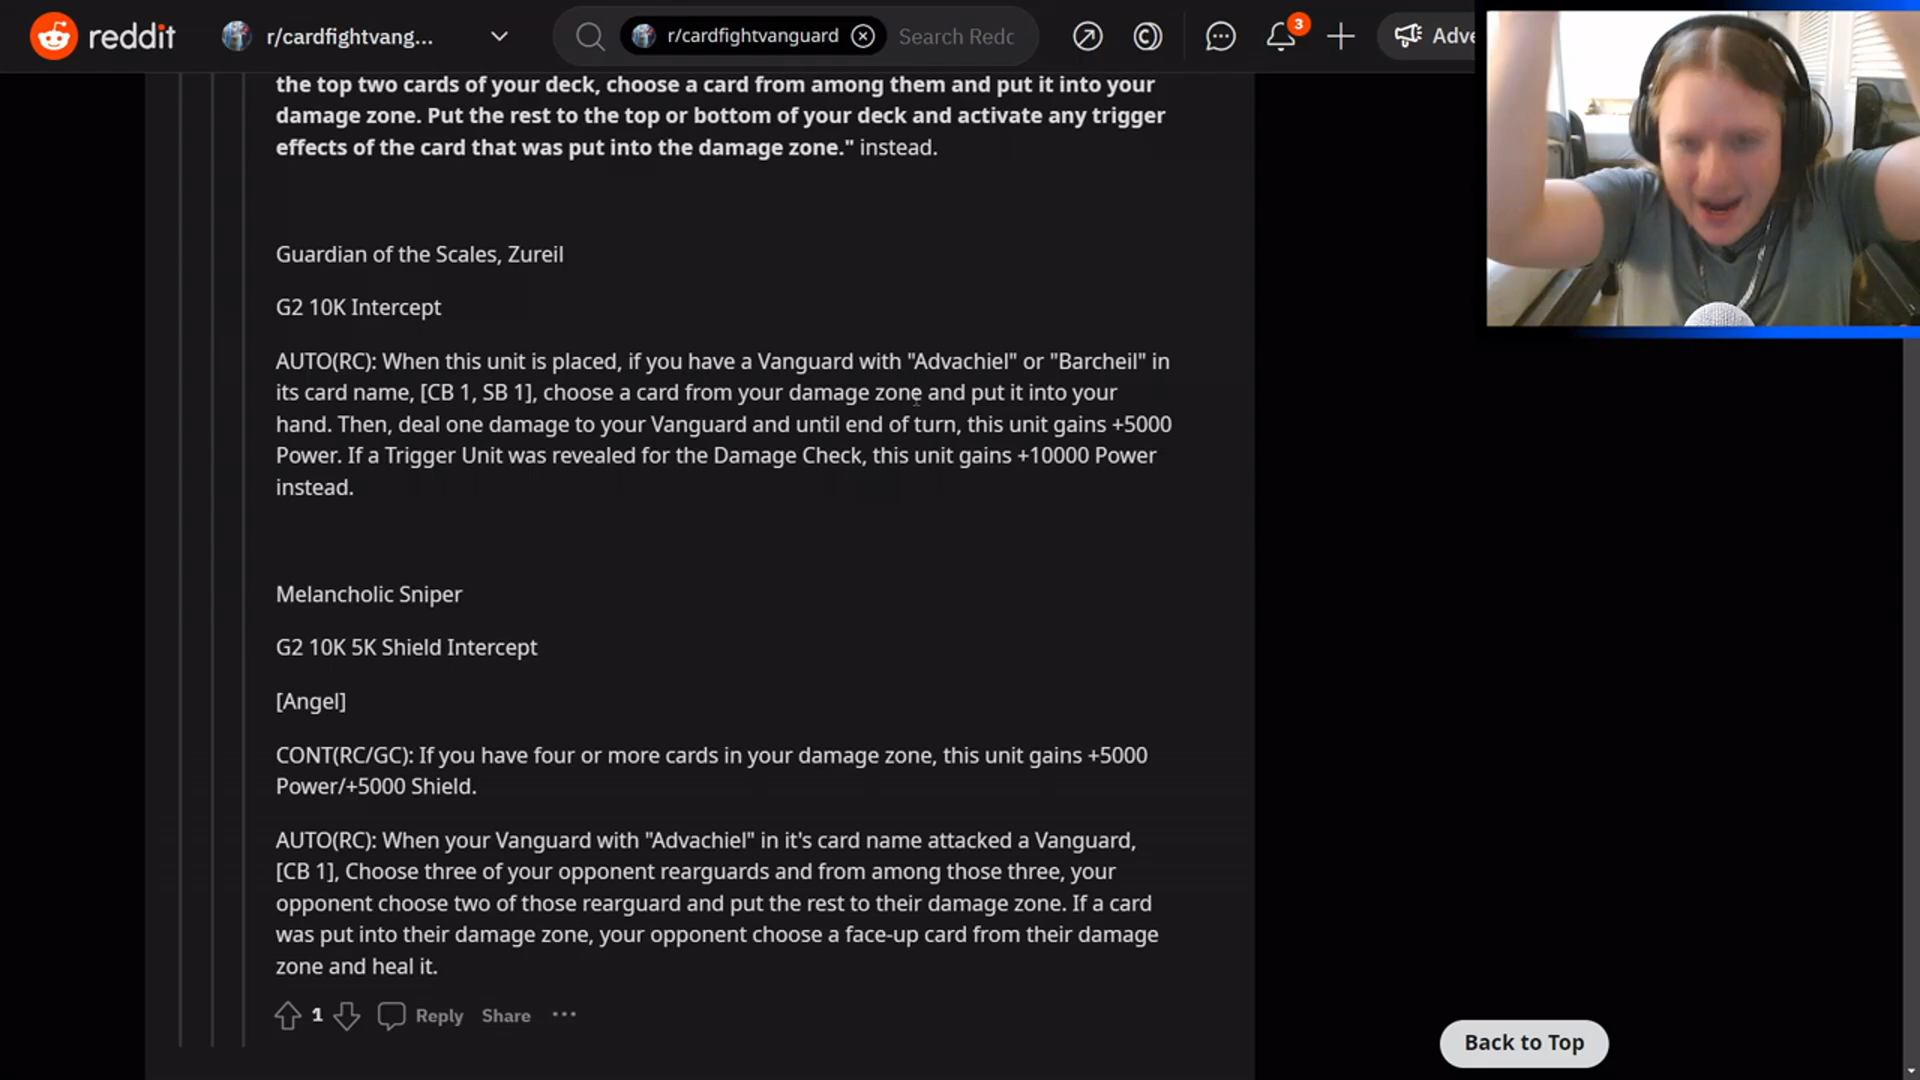 reddit
r/cardfightvang...
r/cardfightvanguard
Search Redc
3
Adve
the top two cards of your deck, choose a card from among them and put it into your
damage zone. Put the rest to the top or bottom of your deck and activate any trigger
effects of the card that was put into the damage zone." instead.
Guardian of the Scales, Zureil
G2 10K Intercept
AUTO(RC): When this unit is placed, if you have a Vanguard with "Advachiel" or "Barcheil" in
its card name, [CB 1, SB 1], choose a card from your damage zone and put it into your
hand. Then, deal one damage to your Vanguard and until end of turn, this unit gains +5000
Power. If a Trigger Unit was revealed for the Damage Check, this unit gains +10000 Power
instead.
Melancholic Sniper
G2 10K 5K Shield Intercept
[Angel]
CONT(RC/GC): If you have four or more cards in your damage zone, this unit gains +5000
Power/+5000 Shield.
AUTO(RC): When your Vanguard with "Advachiel" in it's card name attacked a Vanguard,
[CB 1], Choose three of your opponent rearguards and from among those three, your
opponent choose two of those rearguard and put the rest to their damage zone. If a card
was put into their damage zone, your opponent choose a face-up card from their damage
zone and heal it.
1
Reply
Share
Back to Top